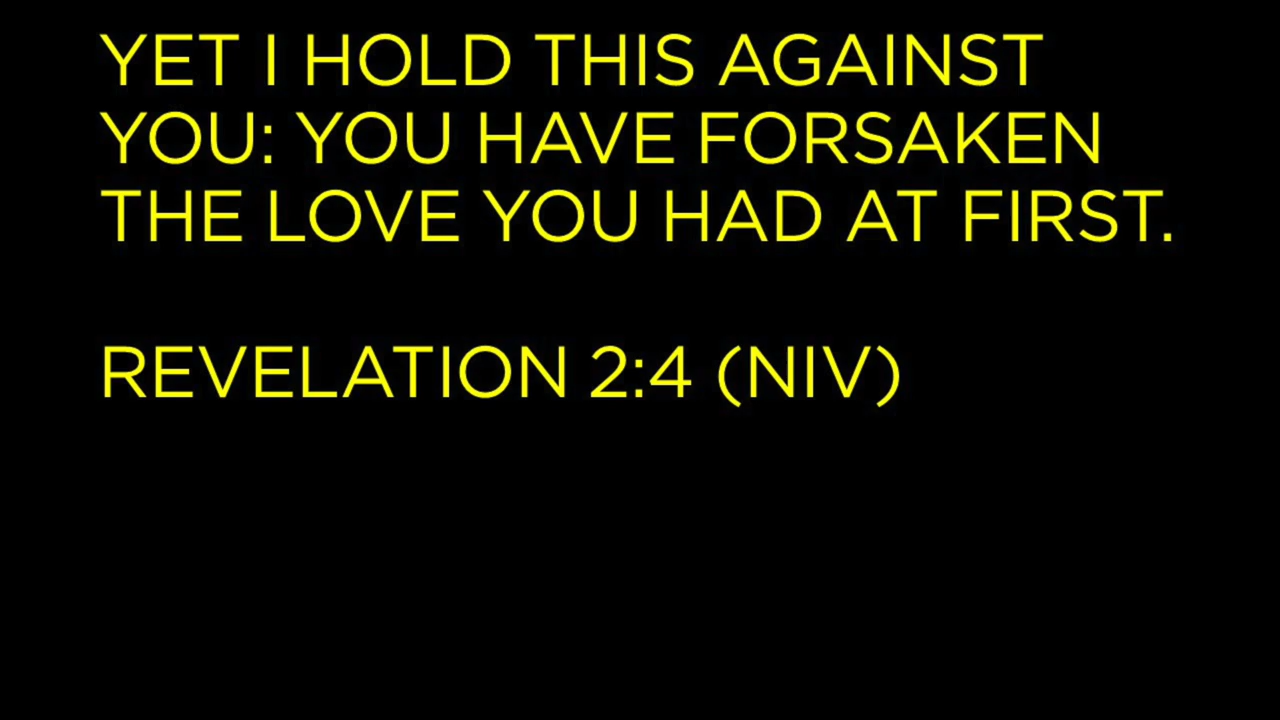 YET I HOLD THIS AGAINST
YOU: YOU HAVE FORSAKEN
THE LOVE YOU HAD AT FIRST.
REVELATION 2:4 (NIV)